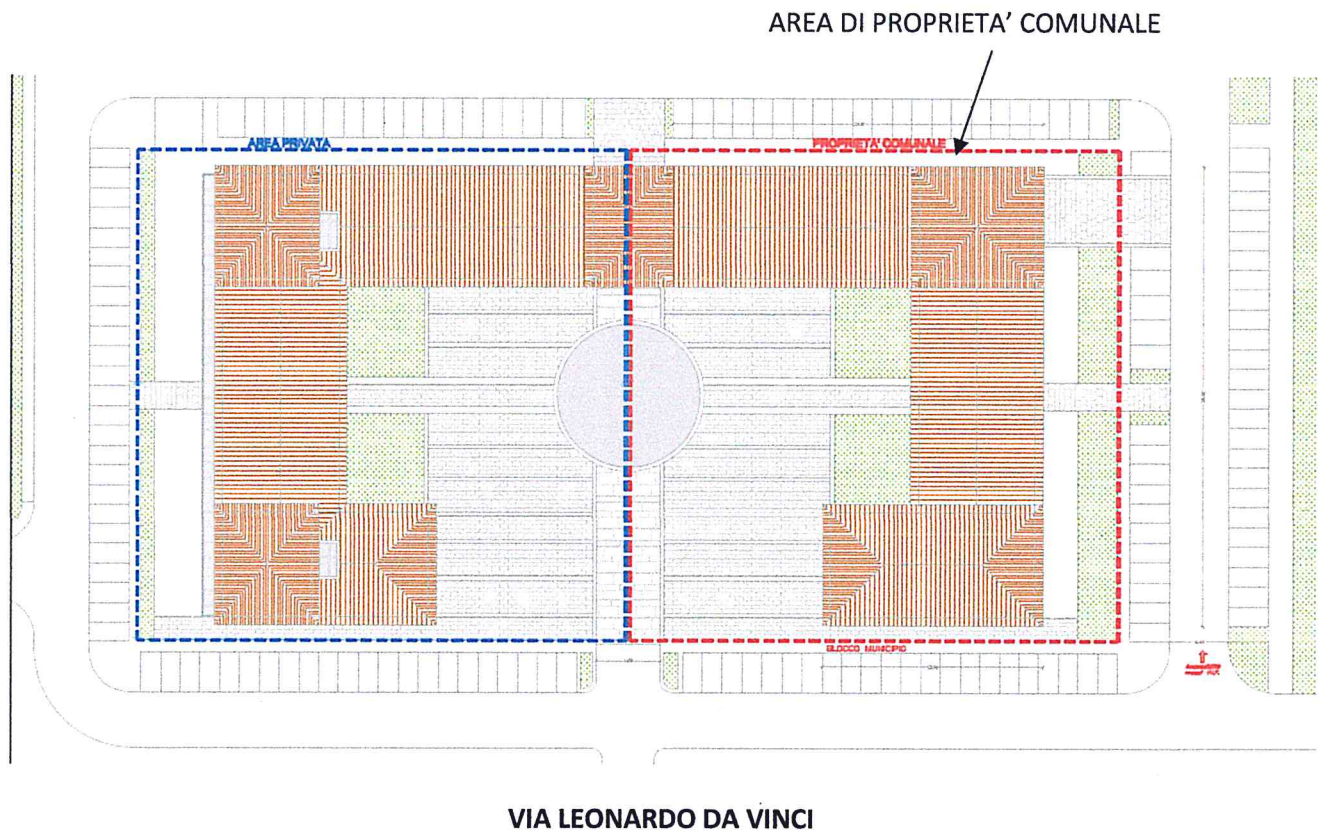 AREA DI PROPRIETA’ COMUNALE
AREA PRIVATA
PROPRIETA' COMUNALE
BLOCCO MUNICIPIO
VIA LEONARDO DA VINCI